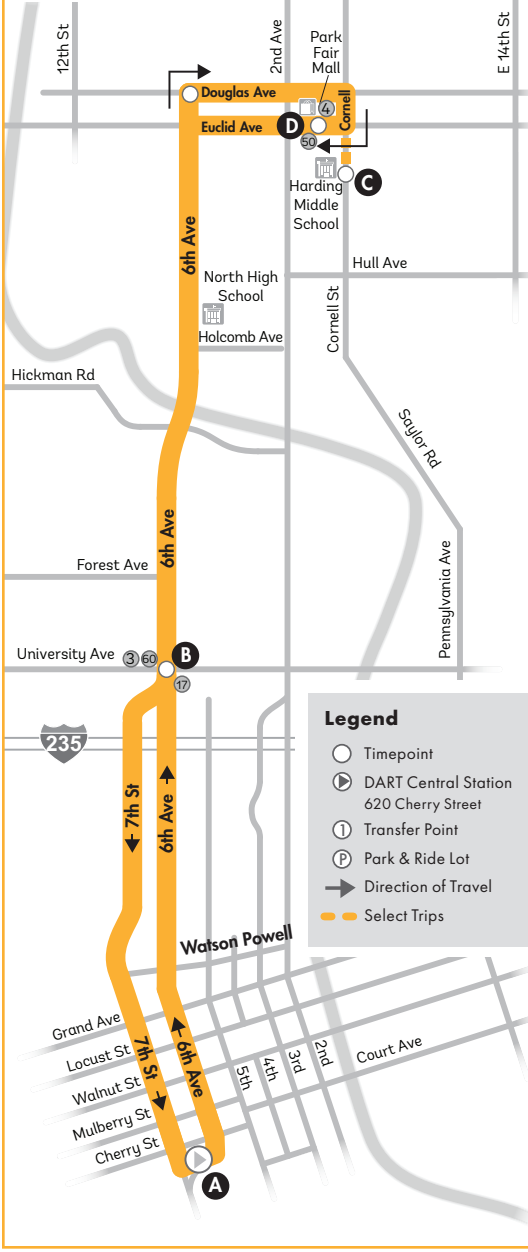 12th St
2nd Ave
E 14th St
Park
Fair
Mall
Douglas Ave
4
Cornell
Euclid Ave
D
50
C
Harding
Middle
School
6th Ave
Hull Ave
North High
School
Cornell St
Holcomb Ave
Hickman Rd
Saylor Rd
6th Ave
Pennsylvania Ave
Forest Ave
University Ave
3
60
B
17
235
7th St
6th Ave
Legend
Timepoint
DART Central Station
620 Cherry Street
1
Transfer Point
P
Park & Ride Lot
Direction of Travel
Select Trips
Watson Powell
Grand Ave
Locust St
Walnut St
Mulberry St
Cherry St
7th St
6th Ave
5th
4th
3rd
2nd
Court Ave
A